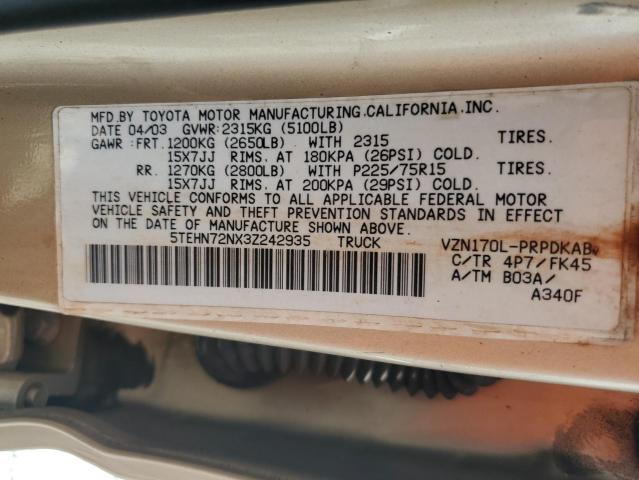 MFD.BY TOYOTA MOTOR MANUFACTURING.CALIFORNIA.INC.
DATE 04/03 GVWR:2315KG (5100LB)
GAWR :FRT.1200KG (2650LB) WITH 2315 TIRES.
15X7JJ RIMS. AT 180KPA (26PSI) COLD.
RR. 1270KG (2800LB) WITH P225/75R15 TIRES.
15X7JJ RIMS. AT 200KPA (29PSI) COLD.
THIS VEHICLE CONFORMS TO ALL APPLICABLE FEDERAL MOTOR
VEHICLE SAFETY AND THEFT PREVENTION STANDARDS IN EFFECT
ON THE DATE OF MANUFACTURE SHOWN ABOVE.
5TEHN72NX3Z242935 TRUCK VZN170L-PRPDKAB
C/TR 4P7/FK45
A/TM B03A/
A340F